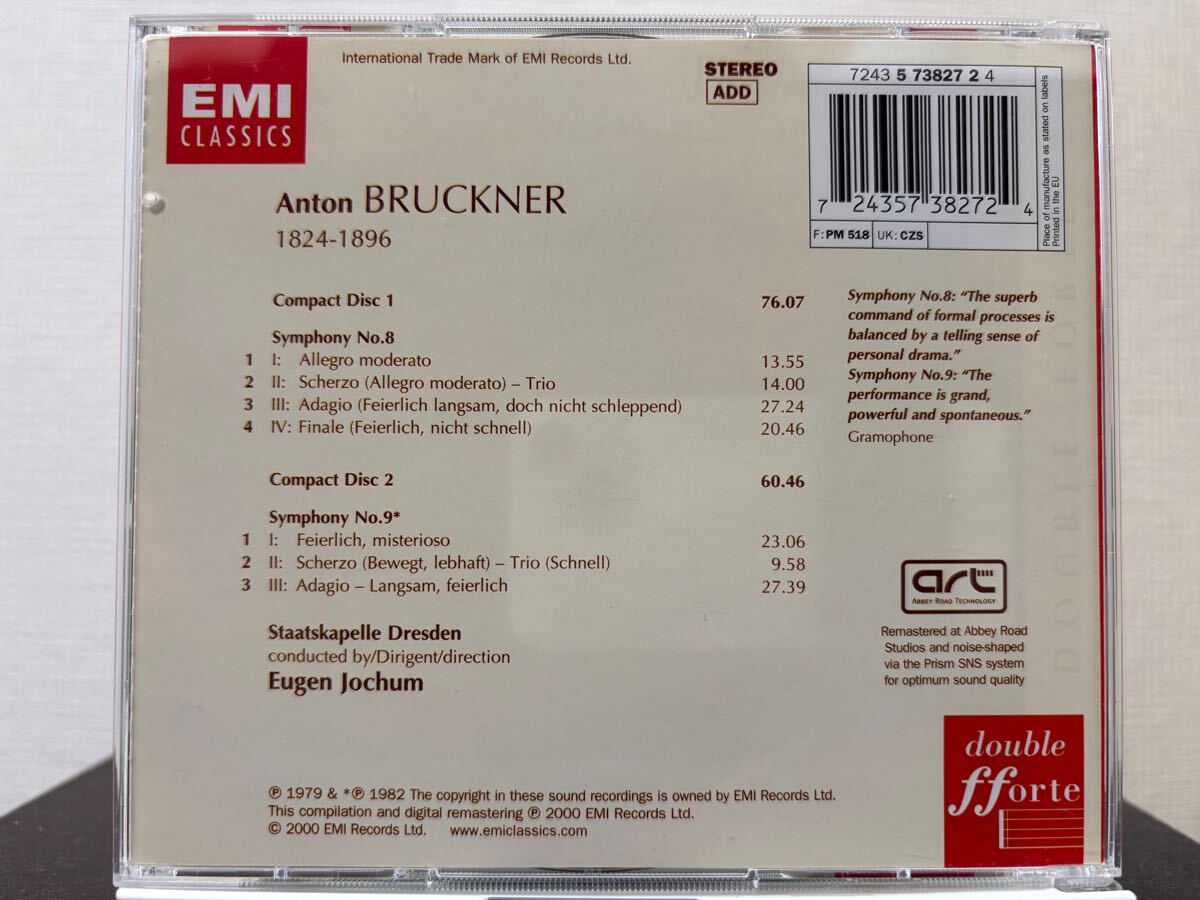 International Trade Mark of EMI Records Ltd.
EMI
CLASSICS
STEREO
ADD
7243 5 73827 2 4
7 24357 38272 4
F: PM 518 UK: CZS
Place of manufacture as stated on labels
Printed in the EU
Anton BRUCKNER
1824-1896
Compact Disc 1 76.07
Symphony No.8
1 I: Allegro moderato 13.55
2 II: Scherzo (Allegro moderato) – Trio 14.00
3 III: Adagio (Feierlich langsam, doch nicht schleppend) 27.24
4 IV: Finale (Feierlich, nicht schnell) 20.46
Compact Disc 2 60.46
Symphony No.9*
1 I: Feierlich, misterioso 23.06
2 II: Scherzo (Bewegt, lebhaft) – Trio (Schnell) 9.58
3 III: Adagio – Langsam, feierlich 27.39
Staatskapelle Dresden
conducted by/Dirigent/direction
Eugen Jochum
Symphony No.8: “The superb
command of formal processes is
balanced by a telling sense of
personal drama.”
Symphony No.9: “The
performance is grand,
powerful and spontaneous.”
Gramophone
art
ABBEY ROAD TECHNOLOGY
Remastered at Abbey Road
Studios and noise-shaped
via the Prism SNS system
for optimum sound quality
DOUBLE FOR
double
fforte
℗ 1979 & *℗ 1982 The copyright in these sound recordings is owned by EMI Records Ltd.
This compilation and digital remastering ℗ 2000 EMI Records Ltd.
© 2000 EMI Records Ltd. www.emiclassics.com